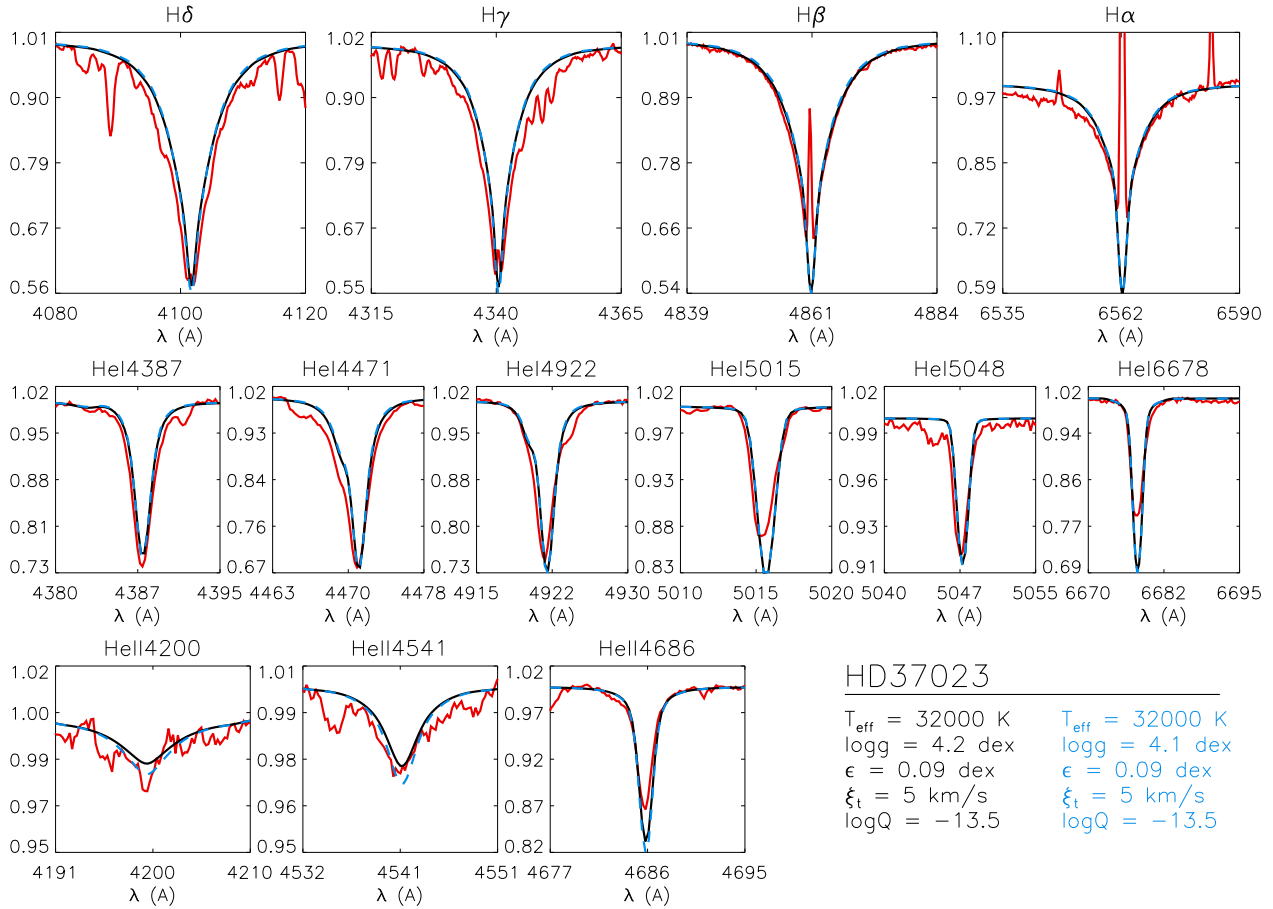 Hδ Hγ Hβ Hα
1.01 0.90 0.79 0.67 0.56
4080 4100 4120
λ (A)
1.02 0.90 0.79 0.67 0.55
4315 4340 4365
λ (A)
1.01 0.89 0.78 0.66 0.54
4839 4861 4884
λ (A)
1.10 0.97 0.85 0.72 0.59
6535 6562 6590
λ (A)
HeI4387 HeI4471 HeI4922 HeI5015 HeI5048 HeI6678
1.02 0.95 0.88 0.81 0.73
4380 4387 4395
λ (A)
1.02 0.93 0.84 0.76 0.67
4463 4470 4478
λ (A)
1.02 0.95 0.88 0.80 0.73
4915 4922 4930
λ (A)
1.02 0.97 0.93 0.88 0.83
5010 5015 5020
λ (A)
1.02 0.99 0.96 0.93 0.91
5040 5047 5055
λ (A)
1.02 0.94 0.86 0.77 0.69
6670 6682 6695
λ (A)
HeII4200 HeII4541 HeII4686
1.02 1.00 0.99 0.97 0.95
4191 4200 4210
λ (A)
1.01 0.99 0.98 0.96 0.95
4532 4541 4551
λ (A)
1.02 0.97 0.92 0.87 0.82
4677 4686 4695
λ (A)
HD37023
Teff = 32000 K
logg = 4.2 dex
ϵ = 0.09 dex
ξt = 5 km/s
logQ = −13.5
Teff = 32000 K
logg = 4.1 dex
ϵ = 0.09 dex
ξt = 5 km/s
logQ = −13.5